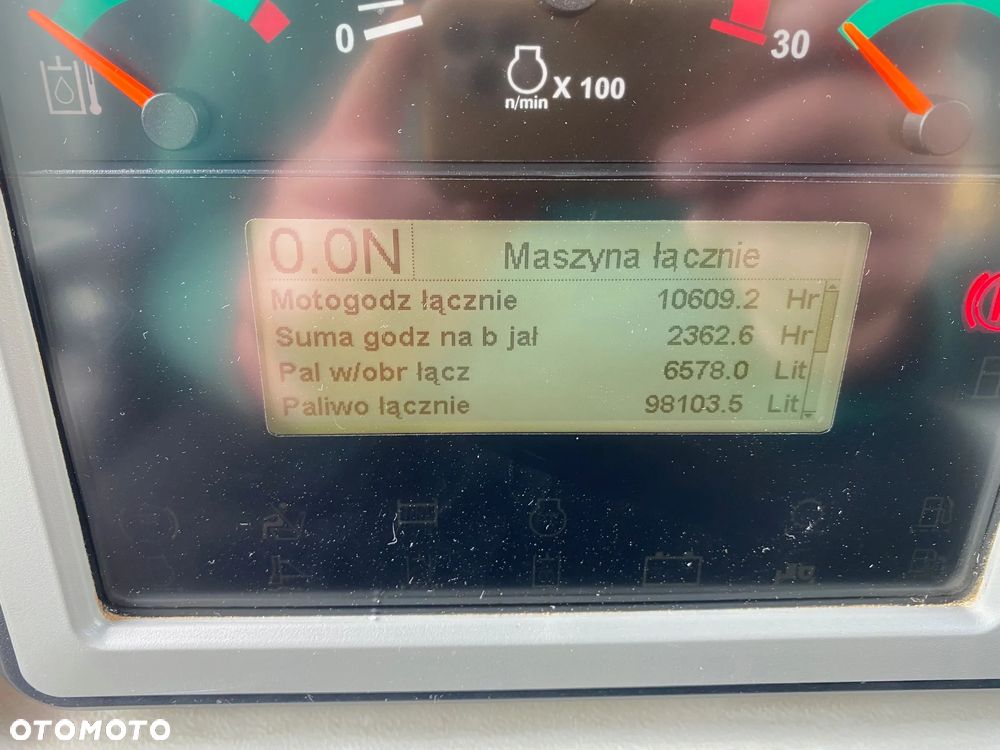 0
30
n/min X 100
0.0N Maszyna łącznie
Motogodz łącznie 10609.2 Hr
Suma godz na b jał 2362.6 Hr
Pal w/obr łącz 6578.0 Lit
Paliwo łącznie 98103.5 Lit
OTOMOTO